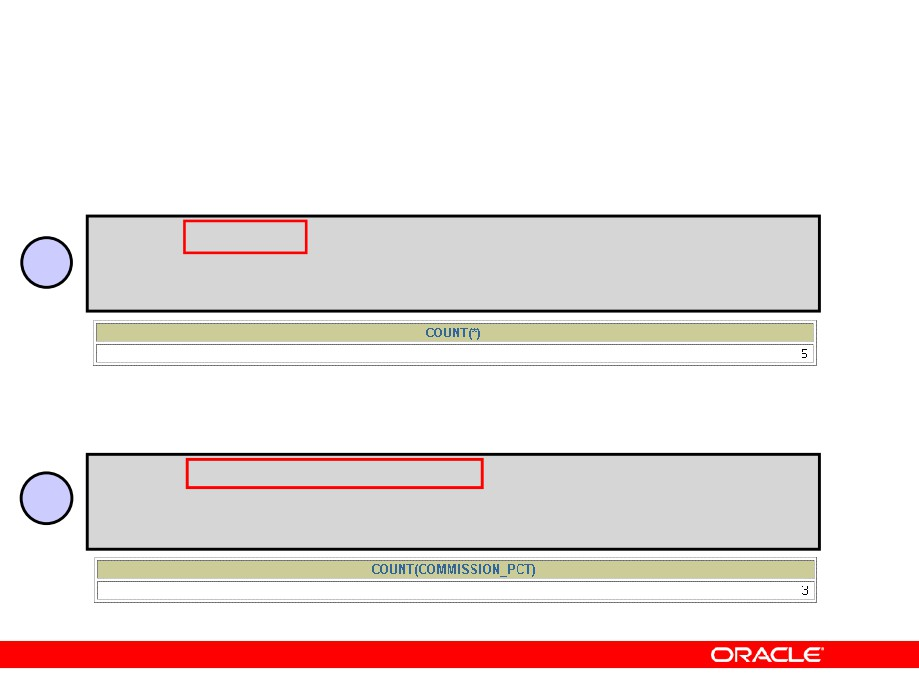 COUNT(*)
5
COUNT(COMMISSION_PCT)
3
ORACLE